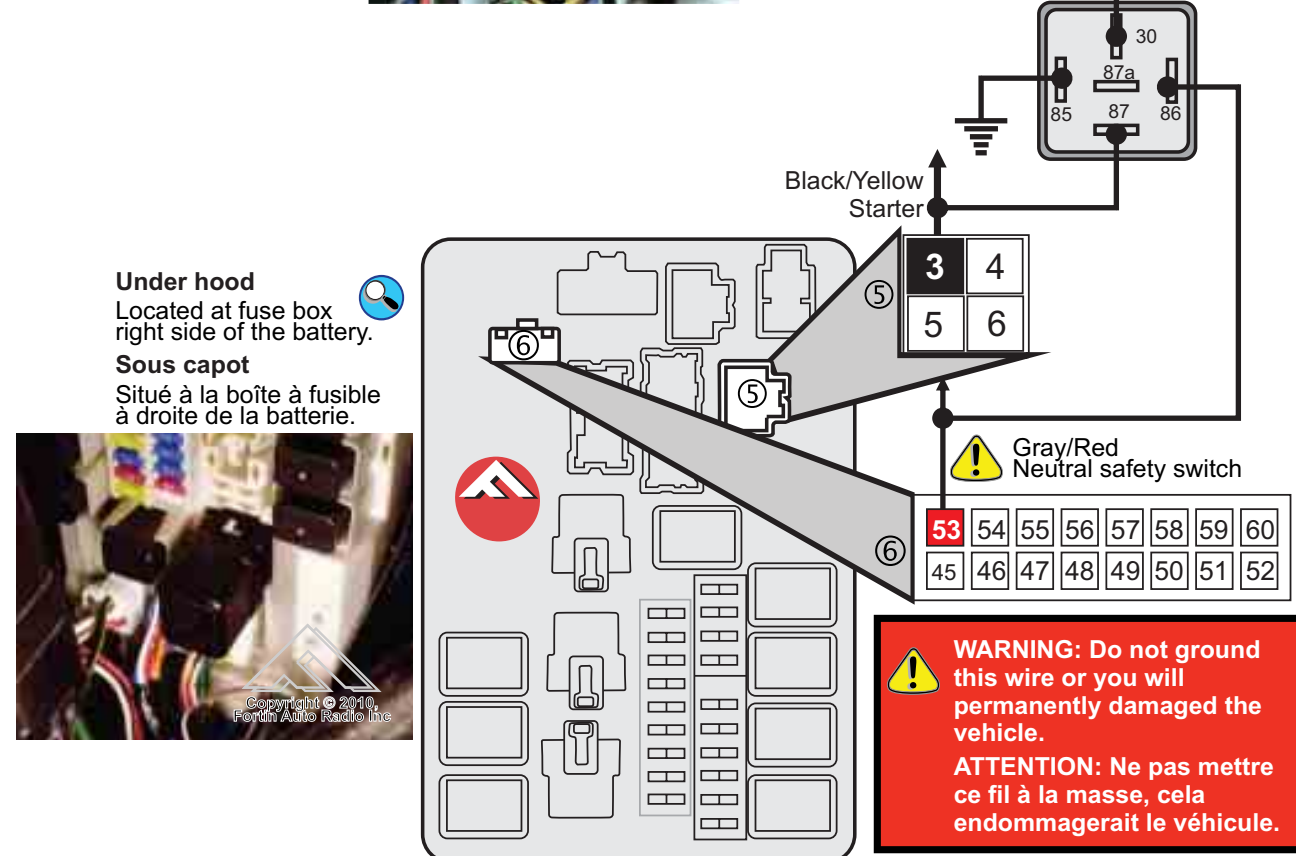 30
87a
85
87
86
Black/Yellow
Starter
Under hood
Located at fuse box
right side of the battery.
Sous capot
Situé à la boîte à fusible
à droite de la batterie.
3 4
5 6
⑤
⑥
⑤
Gray/Red
Neutral safety switch
⑥
53 54 55 56 57 58 59 60
45 46 47 48 49 50 51 52
Copyright © 2010,
Fortin Auto Radio Inc
WARNING: Do not ground
this wire or you will
permanently damaged the
vehicle.
ATTENTION: Ne pas mettre
ce fil à la masse, cela
endommagerait le véhicule.